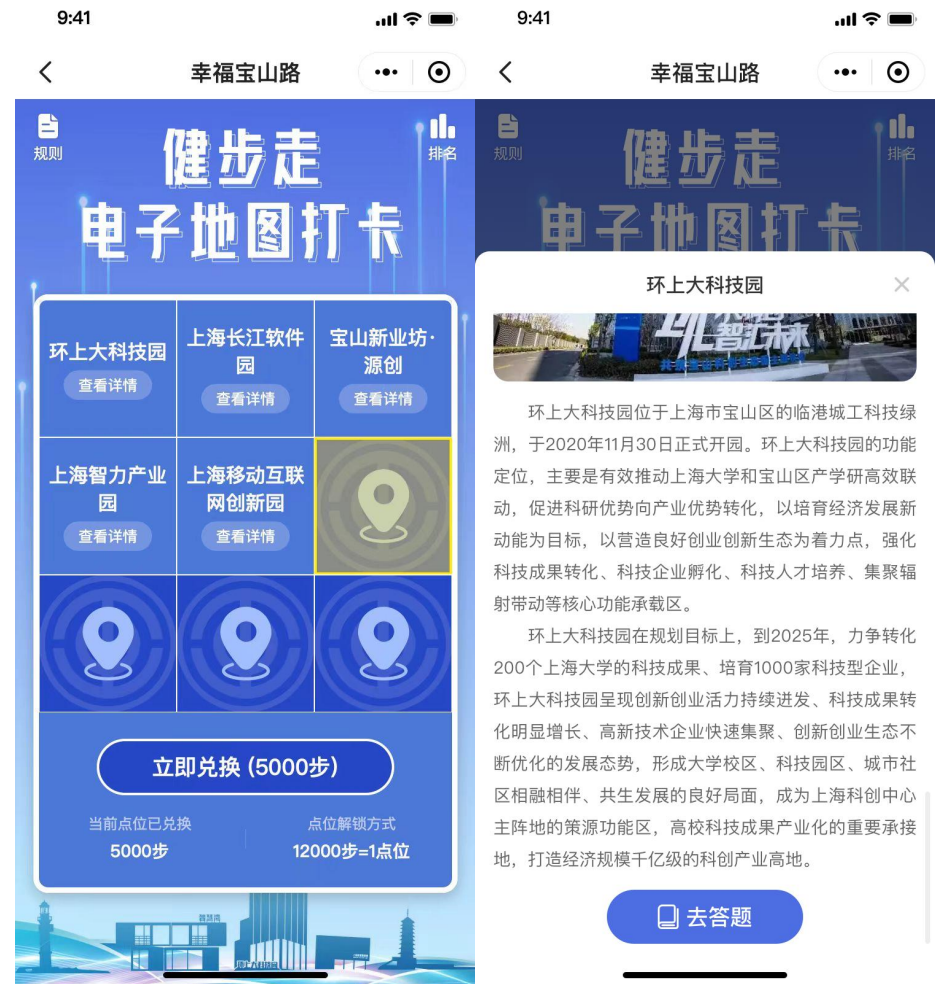 9:41
幸福宝山路
规则
排名
健步走
电子地图打卡
环上大科技园
查看详情
上海长江软件
园
查看详情
宝山新业坊·
源创
查看详情
上海智力产业
园
查看详情
上海移动互联
网创新园
查看详情
立即兑换 (5000步)
当前点位已兑换
5000步
点位解锁方式
12000步=1点位
9:41
幸福宝山路
规则
排名
健步走
电子地图打卡
环上大科技园
智汇未来
环上大科技园位于上海市宝山区的临港城工科技绿
洲，于2020年11月30日正式开园。环上大科技园的功能
定位，主要是有效推动上海大学和宝山区产学研高效联
动，促进科研优势向产业优势转化，以培育经济发展新
动能为目标，以营造良好创业创新生态为着力点，强化
科技成果转化、科技企业孵化、科技人才培养、集聚辐
射带动等核心功能承载区。
环上大科技园在规划目标上，到2025年，力争转化
200个上海大学的科技成果、培育1000家科技型企业，
环上大科技园呈现创新创业活力持续迸发、科技成果转
化明显增长、高新技术企业快速集聚、创新创业生态不
断优化的发展态势，形成大学校区、科技园区、城市社
区相融相伴、共生发展的良好局面，成为上海科创中心
主阵地的策源功能区，高校科技成果产业化的重要承接
地，打造经济规模千亿级的科创产业高地。
去答题